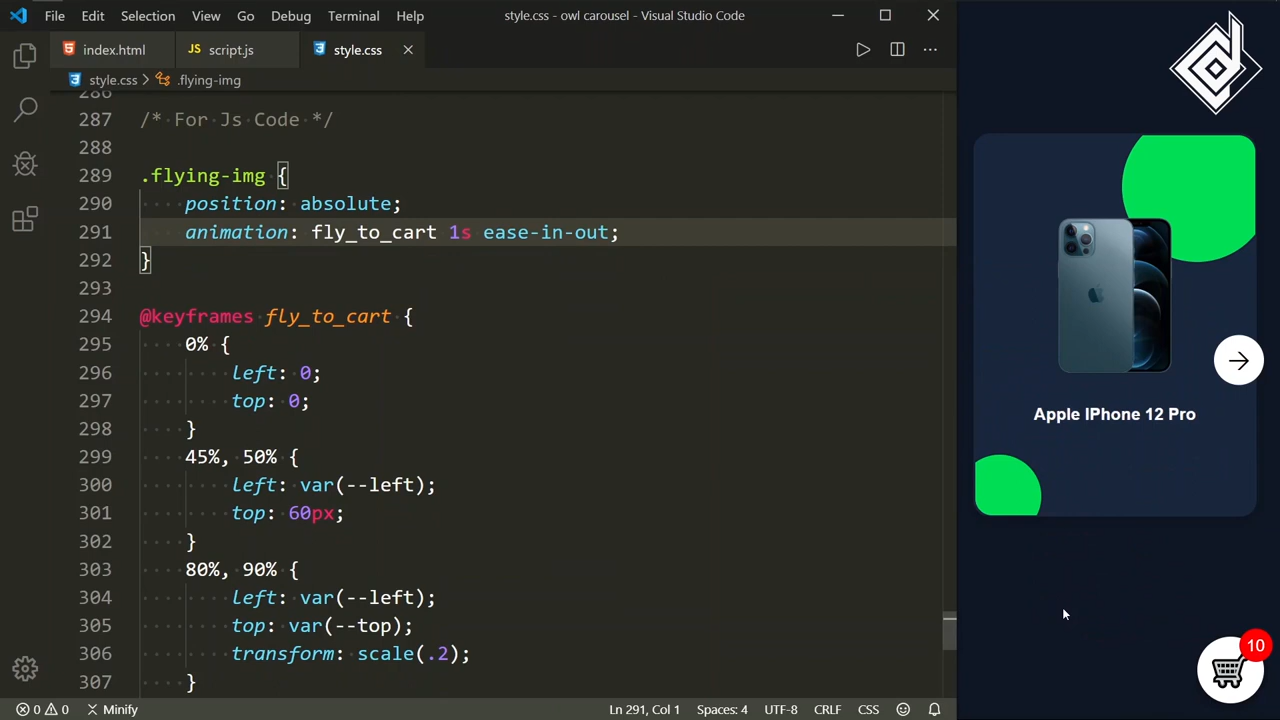 File Edit Selection View Go Debug Terminal Help style.css - owl carousel - Visual Studio Code
index.html JS script.js style.css
style.css > .flying-img
286
287 /* For Js Code */
288
289 .flying-img {
290 position: absolute;
291 animation: fly_to_cart 1s ease-in-out;
292 }
293
294 @keyframes fly_to_cart {
295 0% {
296 left: 0;
297 top: 0;
298 }
299 45%, 50% {
300 left: var(--left);
301 top: 60px;
302 }
303 80%, 90% {
304 left: var(--left);
305 top: var(--top);
306 transform: scale(.2);
307 }
0 0 Minify Ln 291, Col 1 Spaces: 4 UTF-8 CRLF CSS
Apple IPhone 12 Pro
10